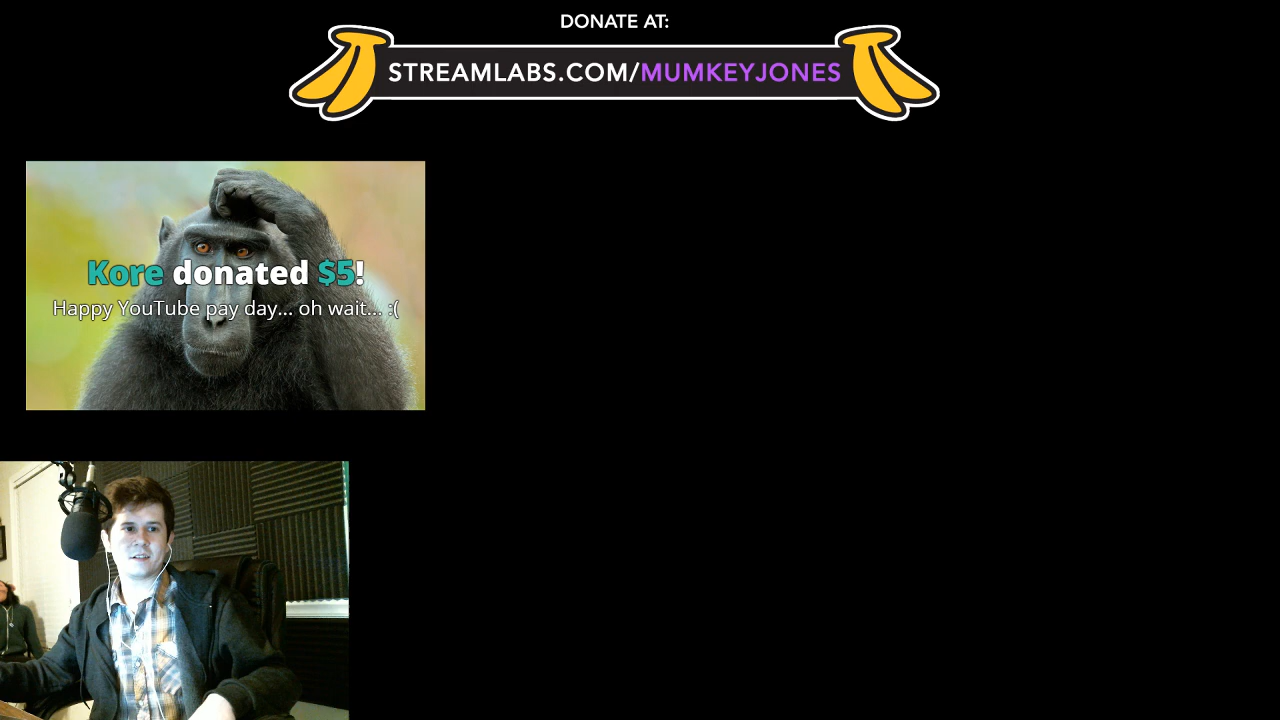 DONATE AT:
STREAMLABS.COM/MUMKEYJONES
Kore donated $5!
Happy YouTube pay day... oh wait... :(